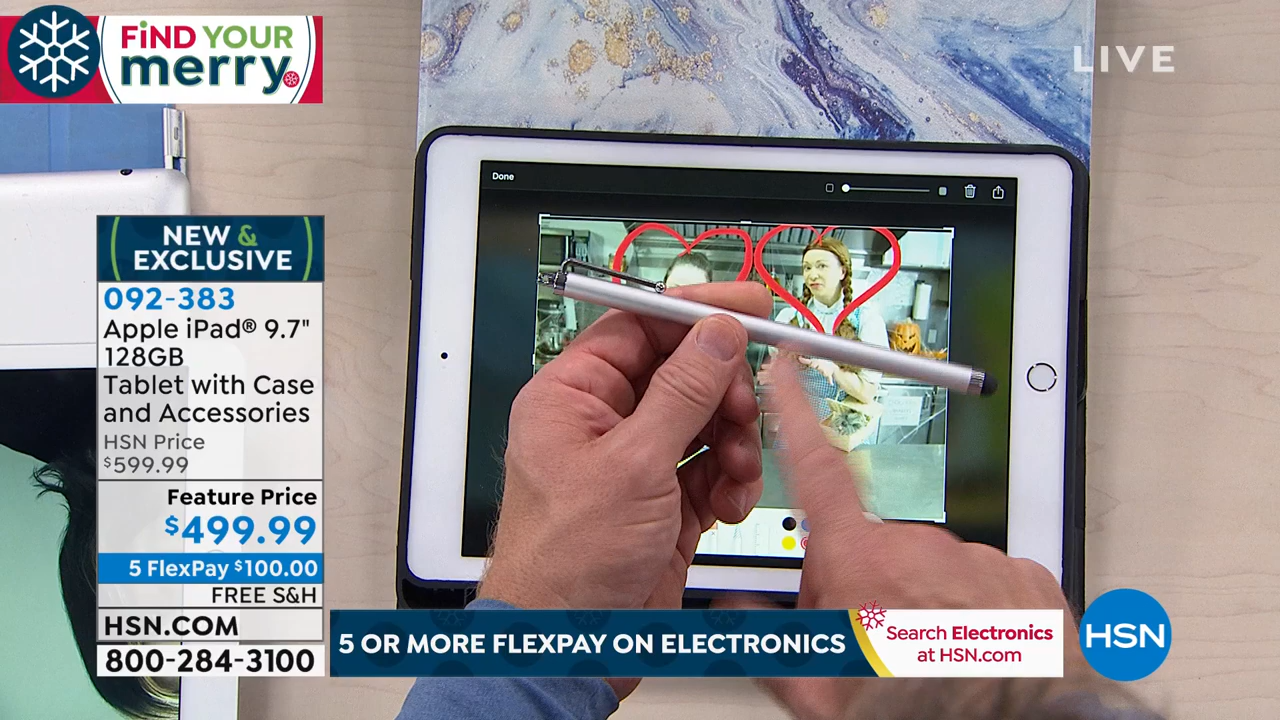 FiND YOUR
merry
LIVE
Done
NEW &
EXCLUSIVE
092-383
Apple iPad® 9.7"
128GB
Tablet with Case
and Accessories
HSN Price
$599.99
Feature Price
$499.99
5 FlexPay $100.00
FREE S&H
HSN.COM
800-284-3100
5 OR MORE FLEXPAY ON ELECTRONICS
Search Electronics
at HSN.com
HSN